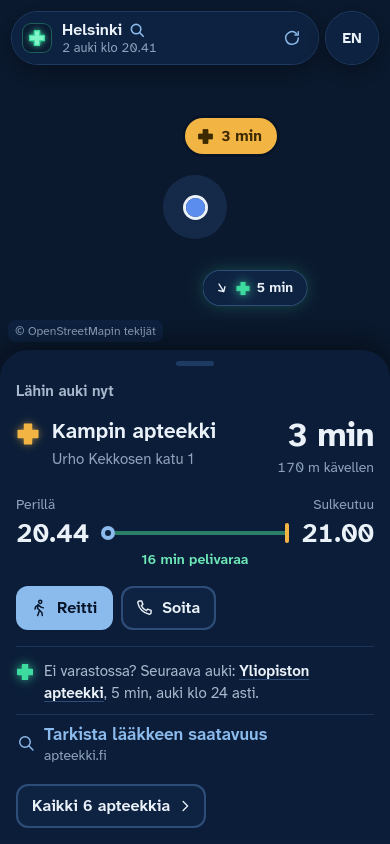 Helsinki
2 auki klo 20.41
EN
3 min
5 min
© OpenStreetMapin tekijät
Lähin auki nyt
Kampin apteekki
3 min
Urho Kekkosen katu 1
170 m kävellen
Perillä
Sulkeutuu
20.44
21.00
16 min pelivaraa
Reitti
Soita
Ei varastossa? Seuraava auki: Yliopiston
apteekki, 5 min, auki klo 24 asti.
Tarkista lääkkeen saatavuus
apteekki.fi
Kaikki 6 apteekkia